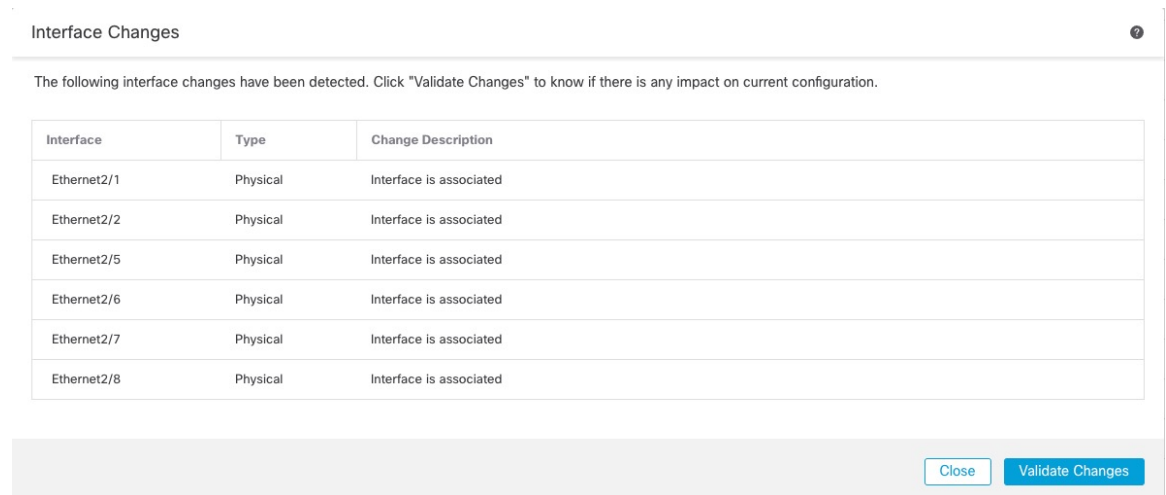 Interface Changes
The following interface changes have been detected. Click "Validate Changes" to know if there is any impact on current configuration.
Interface Type Change Description
Ethernet2/1 Physical Interface is associated
Ethernet2/2 Physical Interface is associated
Ethernet2/5 Physical Interface is associated
Ethernet2/6 Physical Interface is associated
Ethernet2/7 Physical Interface is associated
Ethernet2/8 Physical Interface is associated
Close Validate Changes